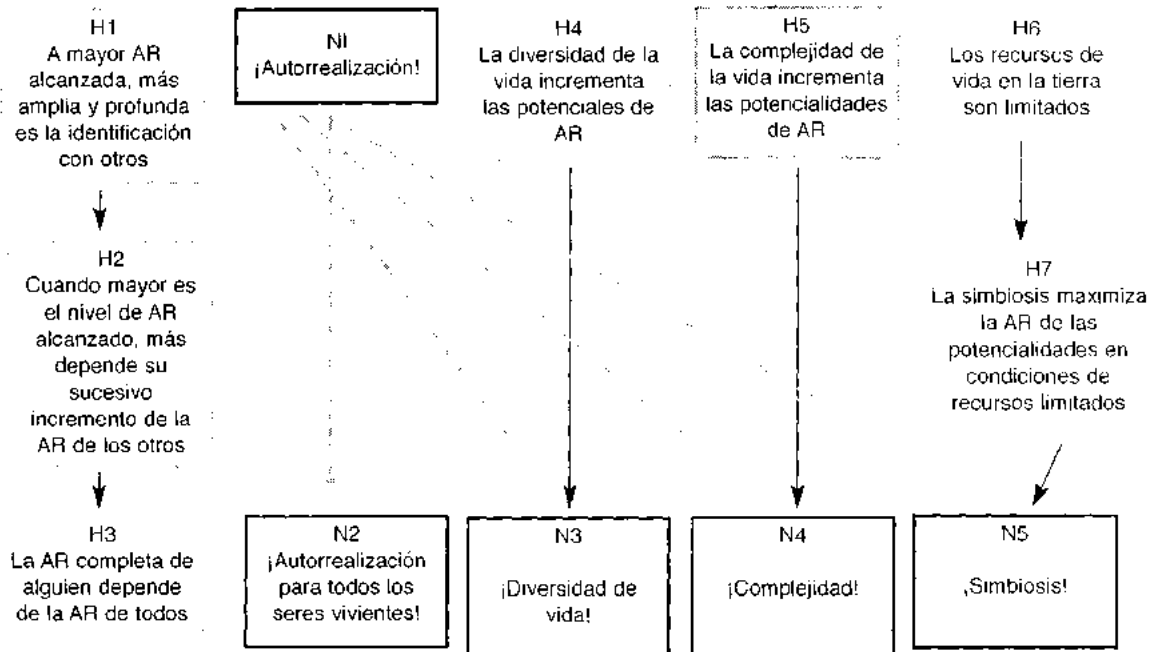 H1
A mayor AR
alcanzada, más
amplia y profunda
es la identificación
con otros
N1
¡Autorrealización!
H4
La diversidad de la
vida incrementa
las potenciales de
AR
H5
La complejidad de
la vida incrementa
las potencialidades
de AR
H6
Los recursos de
vida en la tierra
son limitados
H2
Cuando mayor es
el nivel de AR
alcanzado, más
depende su
sucesivo
incremento de la
AR de los otros
H7
La simbiosis maximiza
la AR de las
potencialidades en
condiciones de
recursos limitados
H3
La AR completa de
alguien depende
de la AR de todos
N2
¡Autorrealización
para todos los
seres vivientes!
N3
¡Diversidad de
vida!
N4
¡Complejidad!
N5
¡Simbiosis!